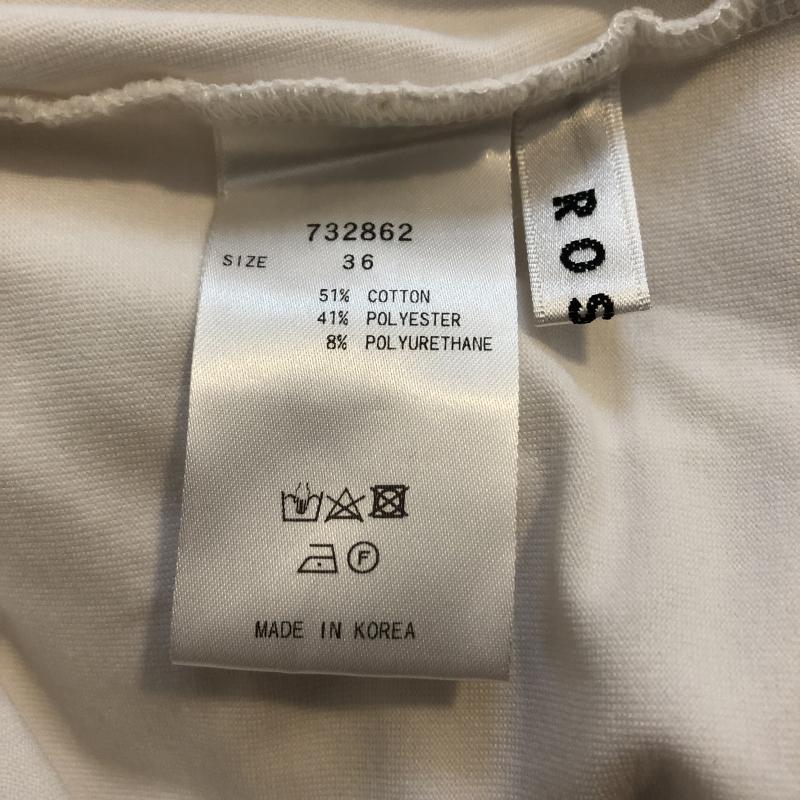 732862
SIZE 36
51% COTTON
41% POLYESTER
8% POLYURETHANE
F
MADE IN KOREA
ROS